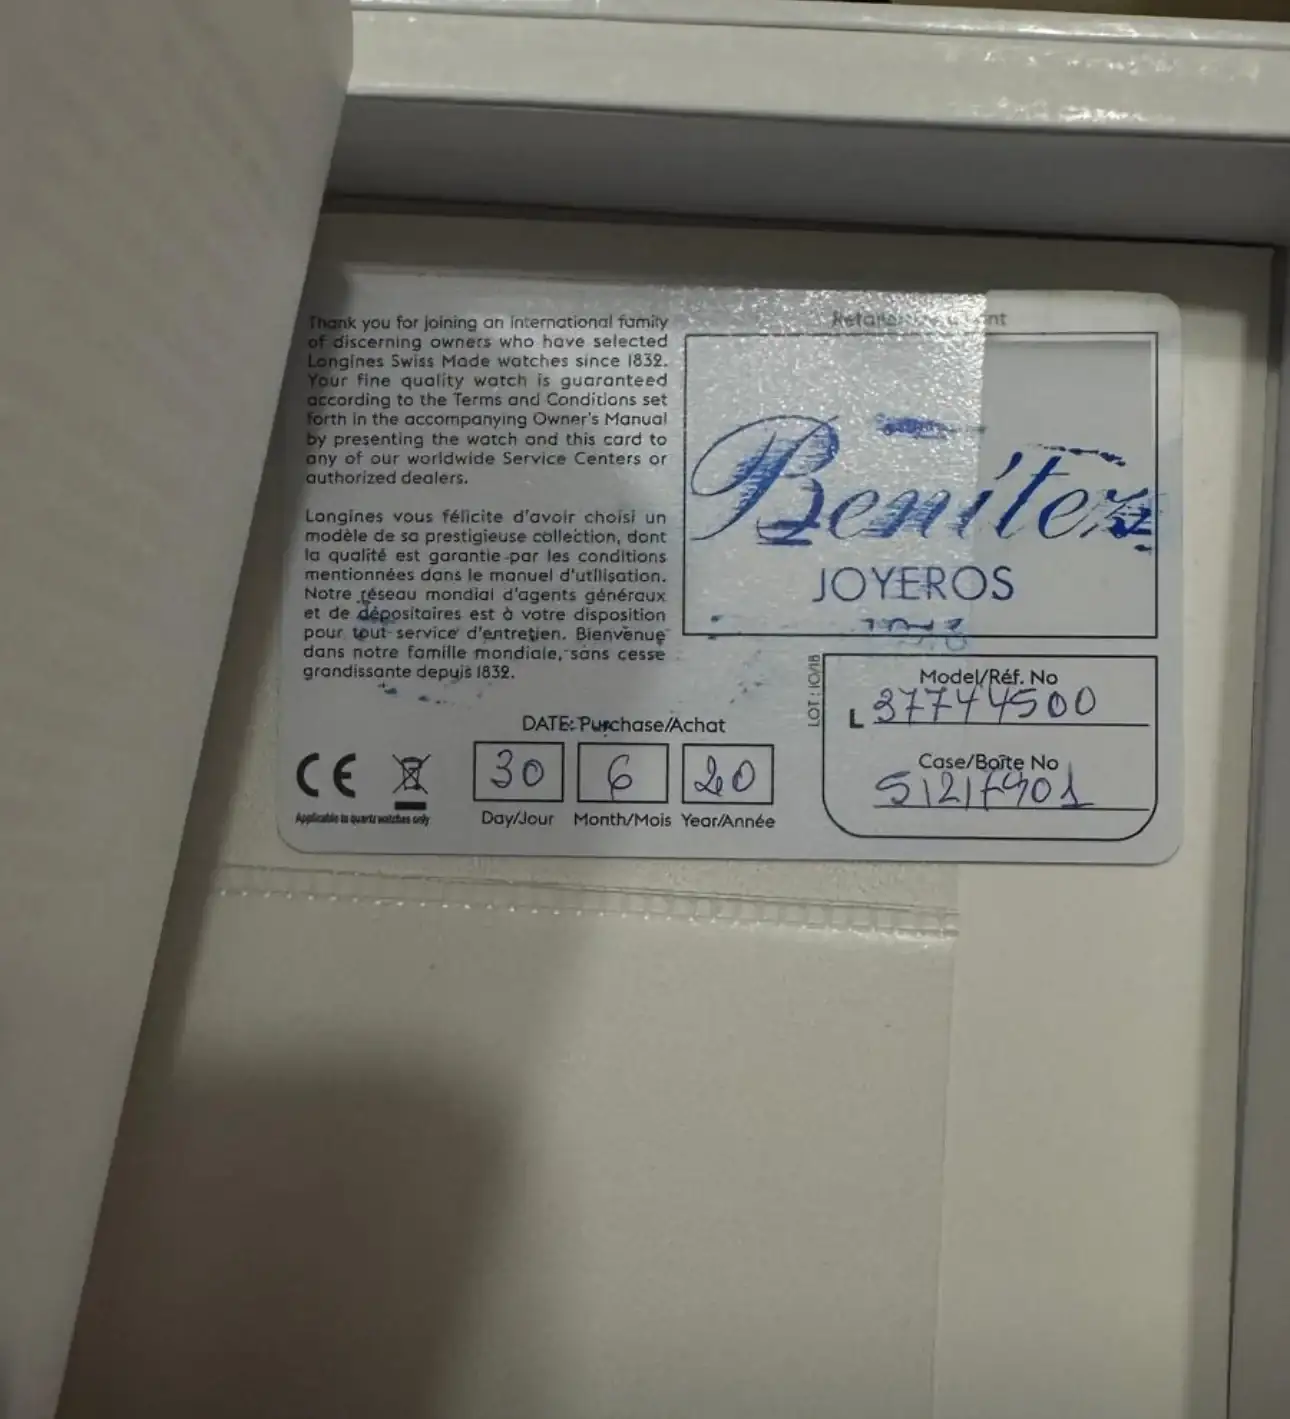 Thank you for joining an international family
of discerning owners who have selected
Longines Swiss Made watches since 1832.
Your fine quality watch is guaranteed
according to the Terms and Conditions set
forth in the accompanying Owner's Manual
by presenting the watch and this card to
any of our worldwide Service Centers or
authorized dealers.
Longines vous félicite d'avoir choisi un
modèle de sa prestigieuse collection, dont
la qualité est garantie par les conditions
mentionnées dans le manuel d'utilisation.
Notre réseau mondial d'agents généraux
et de dépositaires est à votre disposition
pour tout service d'entretien. Bienvenue
dans notre famille mondiale, sans cesse
grandissante depuis 1832.
Benítez
JOYEROS
LOT : 10/18
Model/Réf. No
L 37744500
Case/Boîte No
51217901
DATE: Purchase/Achat
30 6 20
Day/Jour Month/Mois Year/Année
CE
Applicable to quartz watches only